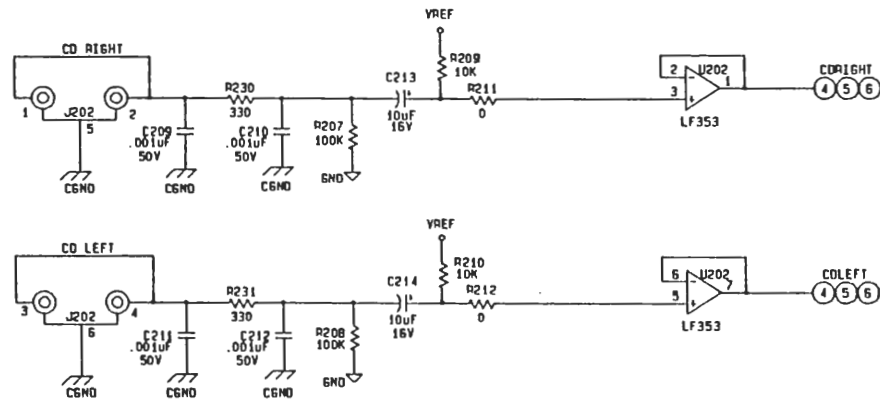 VREF
CD RIGHT
R209
10K
C213
U202
R230
R211
CDRIGHT
2
1
1
J202
2
330
3
4 5 6
5
10uF
16V
0
LF353
C209
C210
R207
.001uF
.001uF
100K
50V
50V
CGND
CGND
CGND
GND
VREF
CD LEFT
R210
10K
C214
U202
R231
R212
CDLEFT
6
7
3
J202
4
330
5
4 5 6
6
10uF
16V
0
LF353
C211
C212
R208
.001uF
.001uF
100K
50V
50V
CGND
CGND
CGND
GND